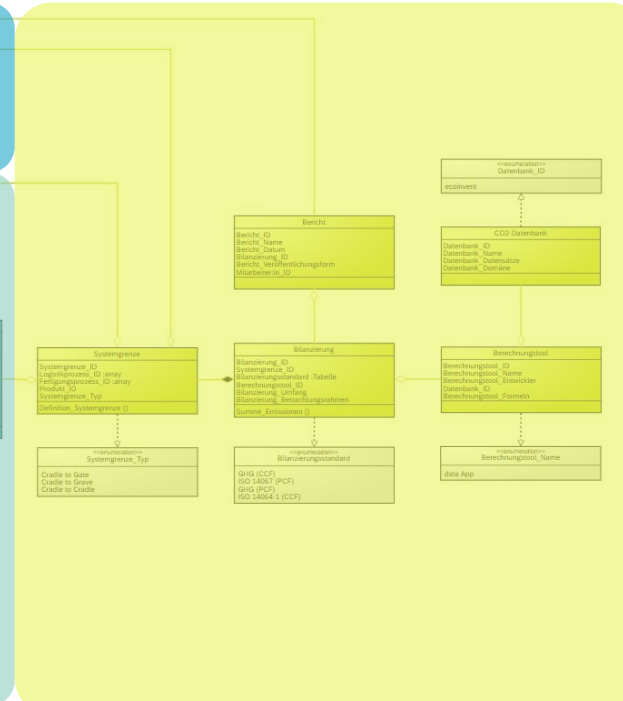 <<enumeration>>
Datenbank_ID
ecoinvent
CO2-Datenbank
Datenbank_ID
Datenbank_Name
Datenbank_Datensätze
Datenbank_Domäne
Bericht
Bericht_ID
Bericht_Name
Bericht_Datum
Bilanzierung_ID
Bericht_Veröffentlichungsform
Mitarbeiter:in_ID
Systemgrenze
Systemgrenze_ID
Logistikprozess_ID :array
Fertigungsprozess_ID :array
Produkt_ID
Systemgrenze_Typ
Definition_Systemgrenze ()
Bilanzierung
Bilanzierung_ID
Systemgrenze_ID
Bilanzierungsstandard :Tabelle
Berechnungstool_ID
Bilanzierung_Umfang
Bilanzierung_Betrachtungsrahmen
Summe_Emissionen ()
Berechnungstool
Berechnungstool_ID
Berechnungstool_Name
Berechnungstool_Entwickler
Datenbank_ID
Berechnungstool_Formeln
<<enumeration>>
Systemgrenze_Typ
Cradle to Gate
Cradle to Grave
Cradle to Cradle
<<enumeration>>
Bilanzierungsstandard
GHG (CCF)
ISO 14067 (PCF)
GHG (PCF)
ISO 14064-1 (CCF)
<<enumeration>>
Berechnungstool_Name
data App